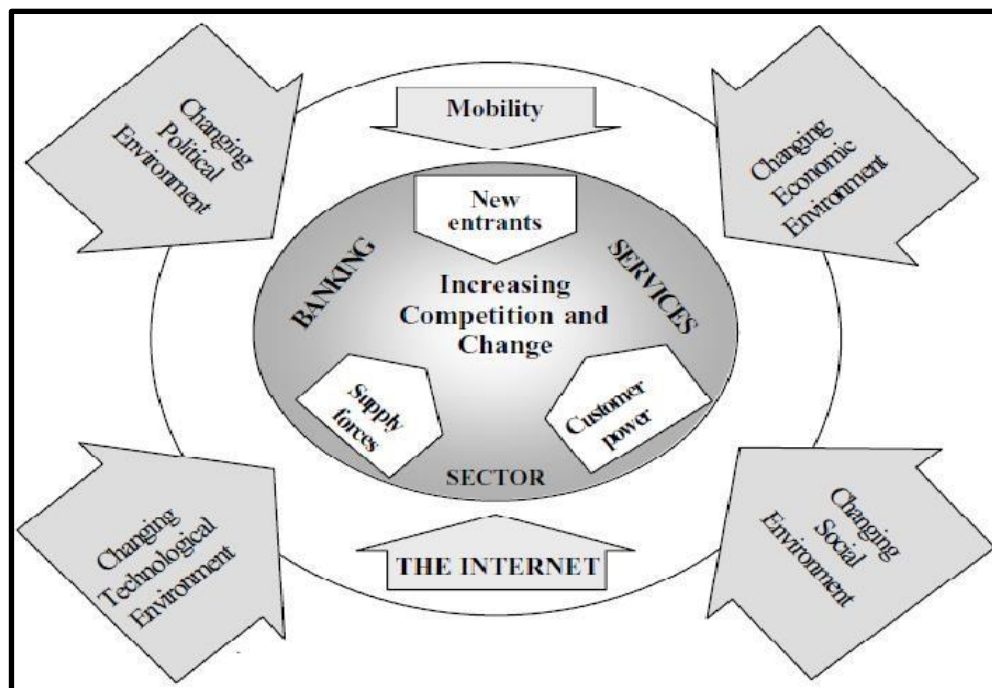 Mobility
Changing
Political
Environment
Changing
Economic
Environment
New
entrants
BANKING
SERVICES
Increasing
Competition and
Change
Supply
forces
Customer
power
SECTOR
Changing
Technological
Environment
THE INTERNET
Changing
Social
Environment